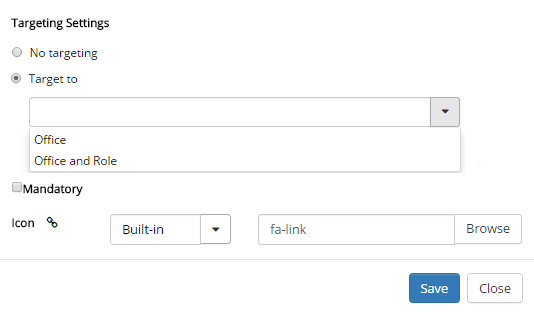 Targeting Settings
No targeting
Target to
Office
Office and Role
Mandatory
Icon Built-in fa-link Browse
Save Close